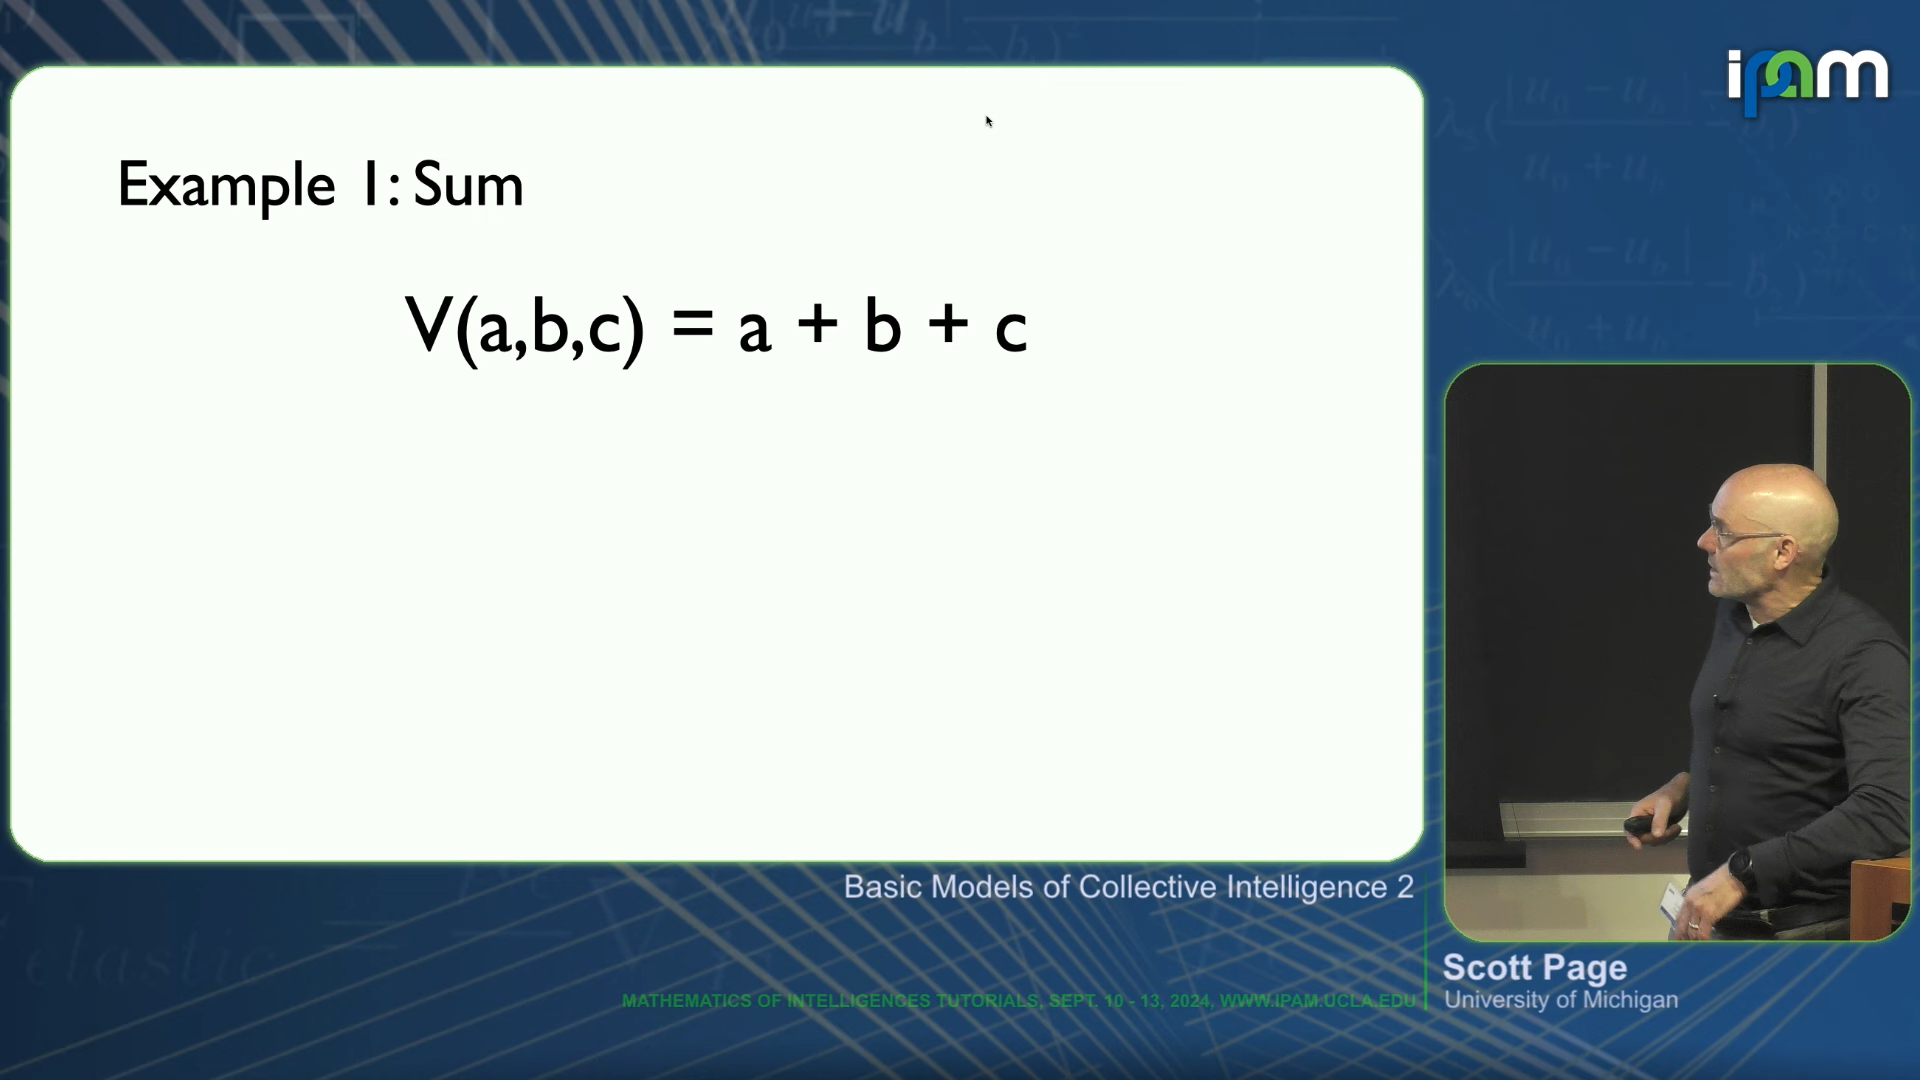 ipam
Example 1: Sum
V(a,b,c) = a + b + c
Basic Models of Collective Intelligence 2
Scott Page
University of Michigan
MATHEMATICS OF INTELLIGENCES TUTORIALS, SEPT. 10 - 13, 2024, WWW.IPAM.UCLA.EDU
elastic